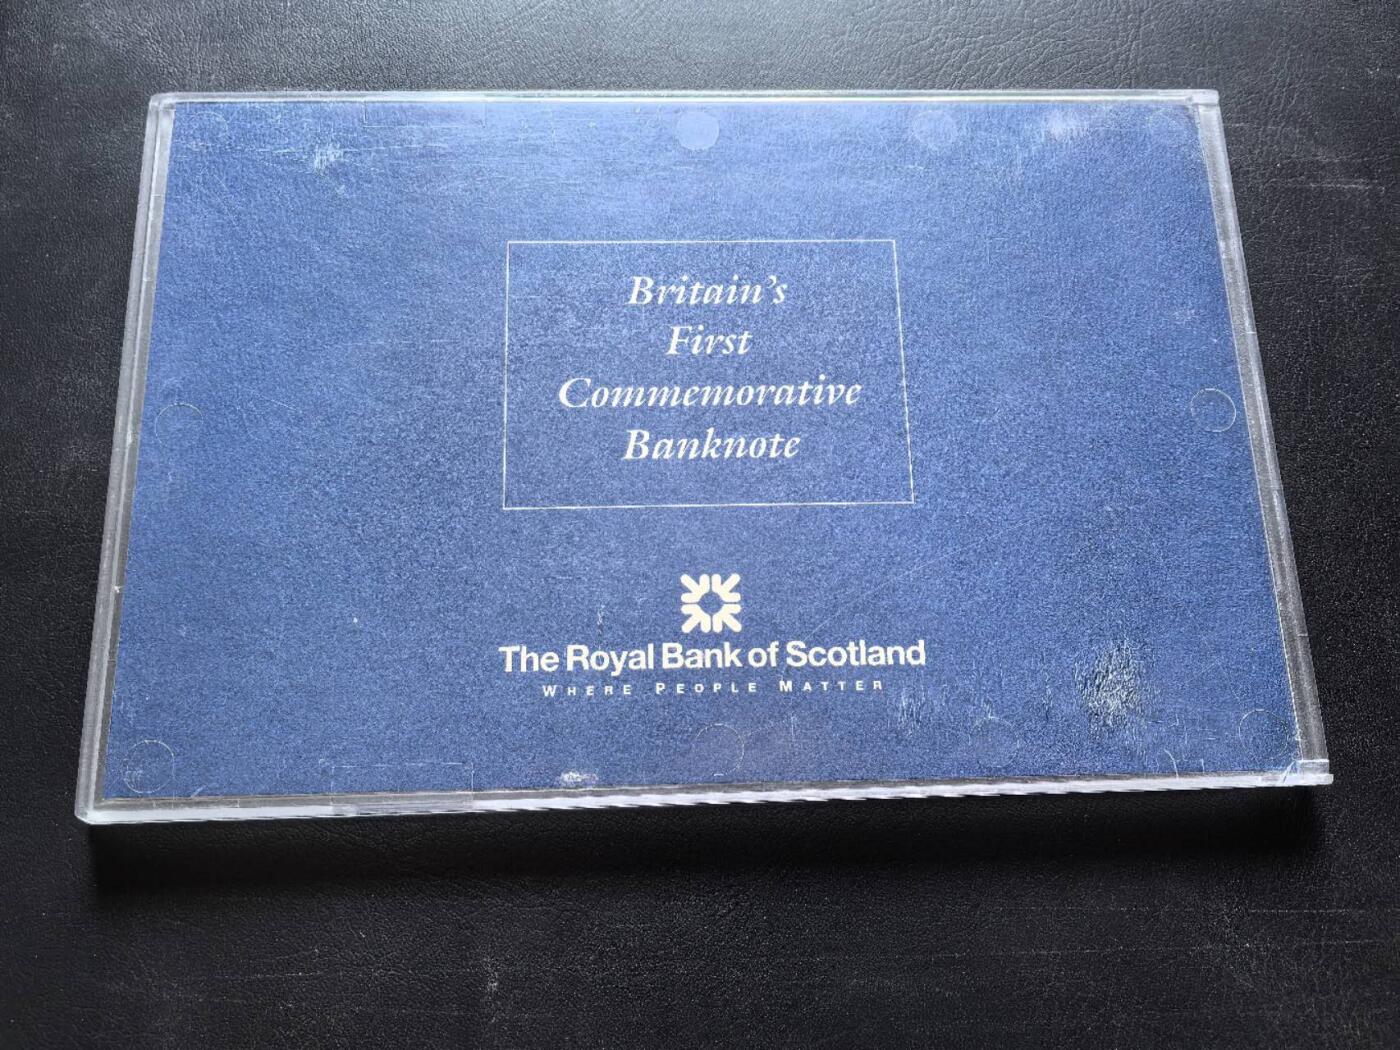 Britain's
First
Commemorative
Banknote
The Royal Bank of Scotland
WHERE PEOPLE MATTER